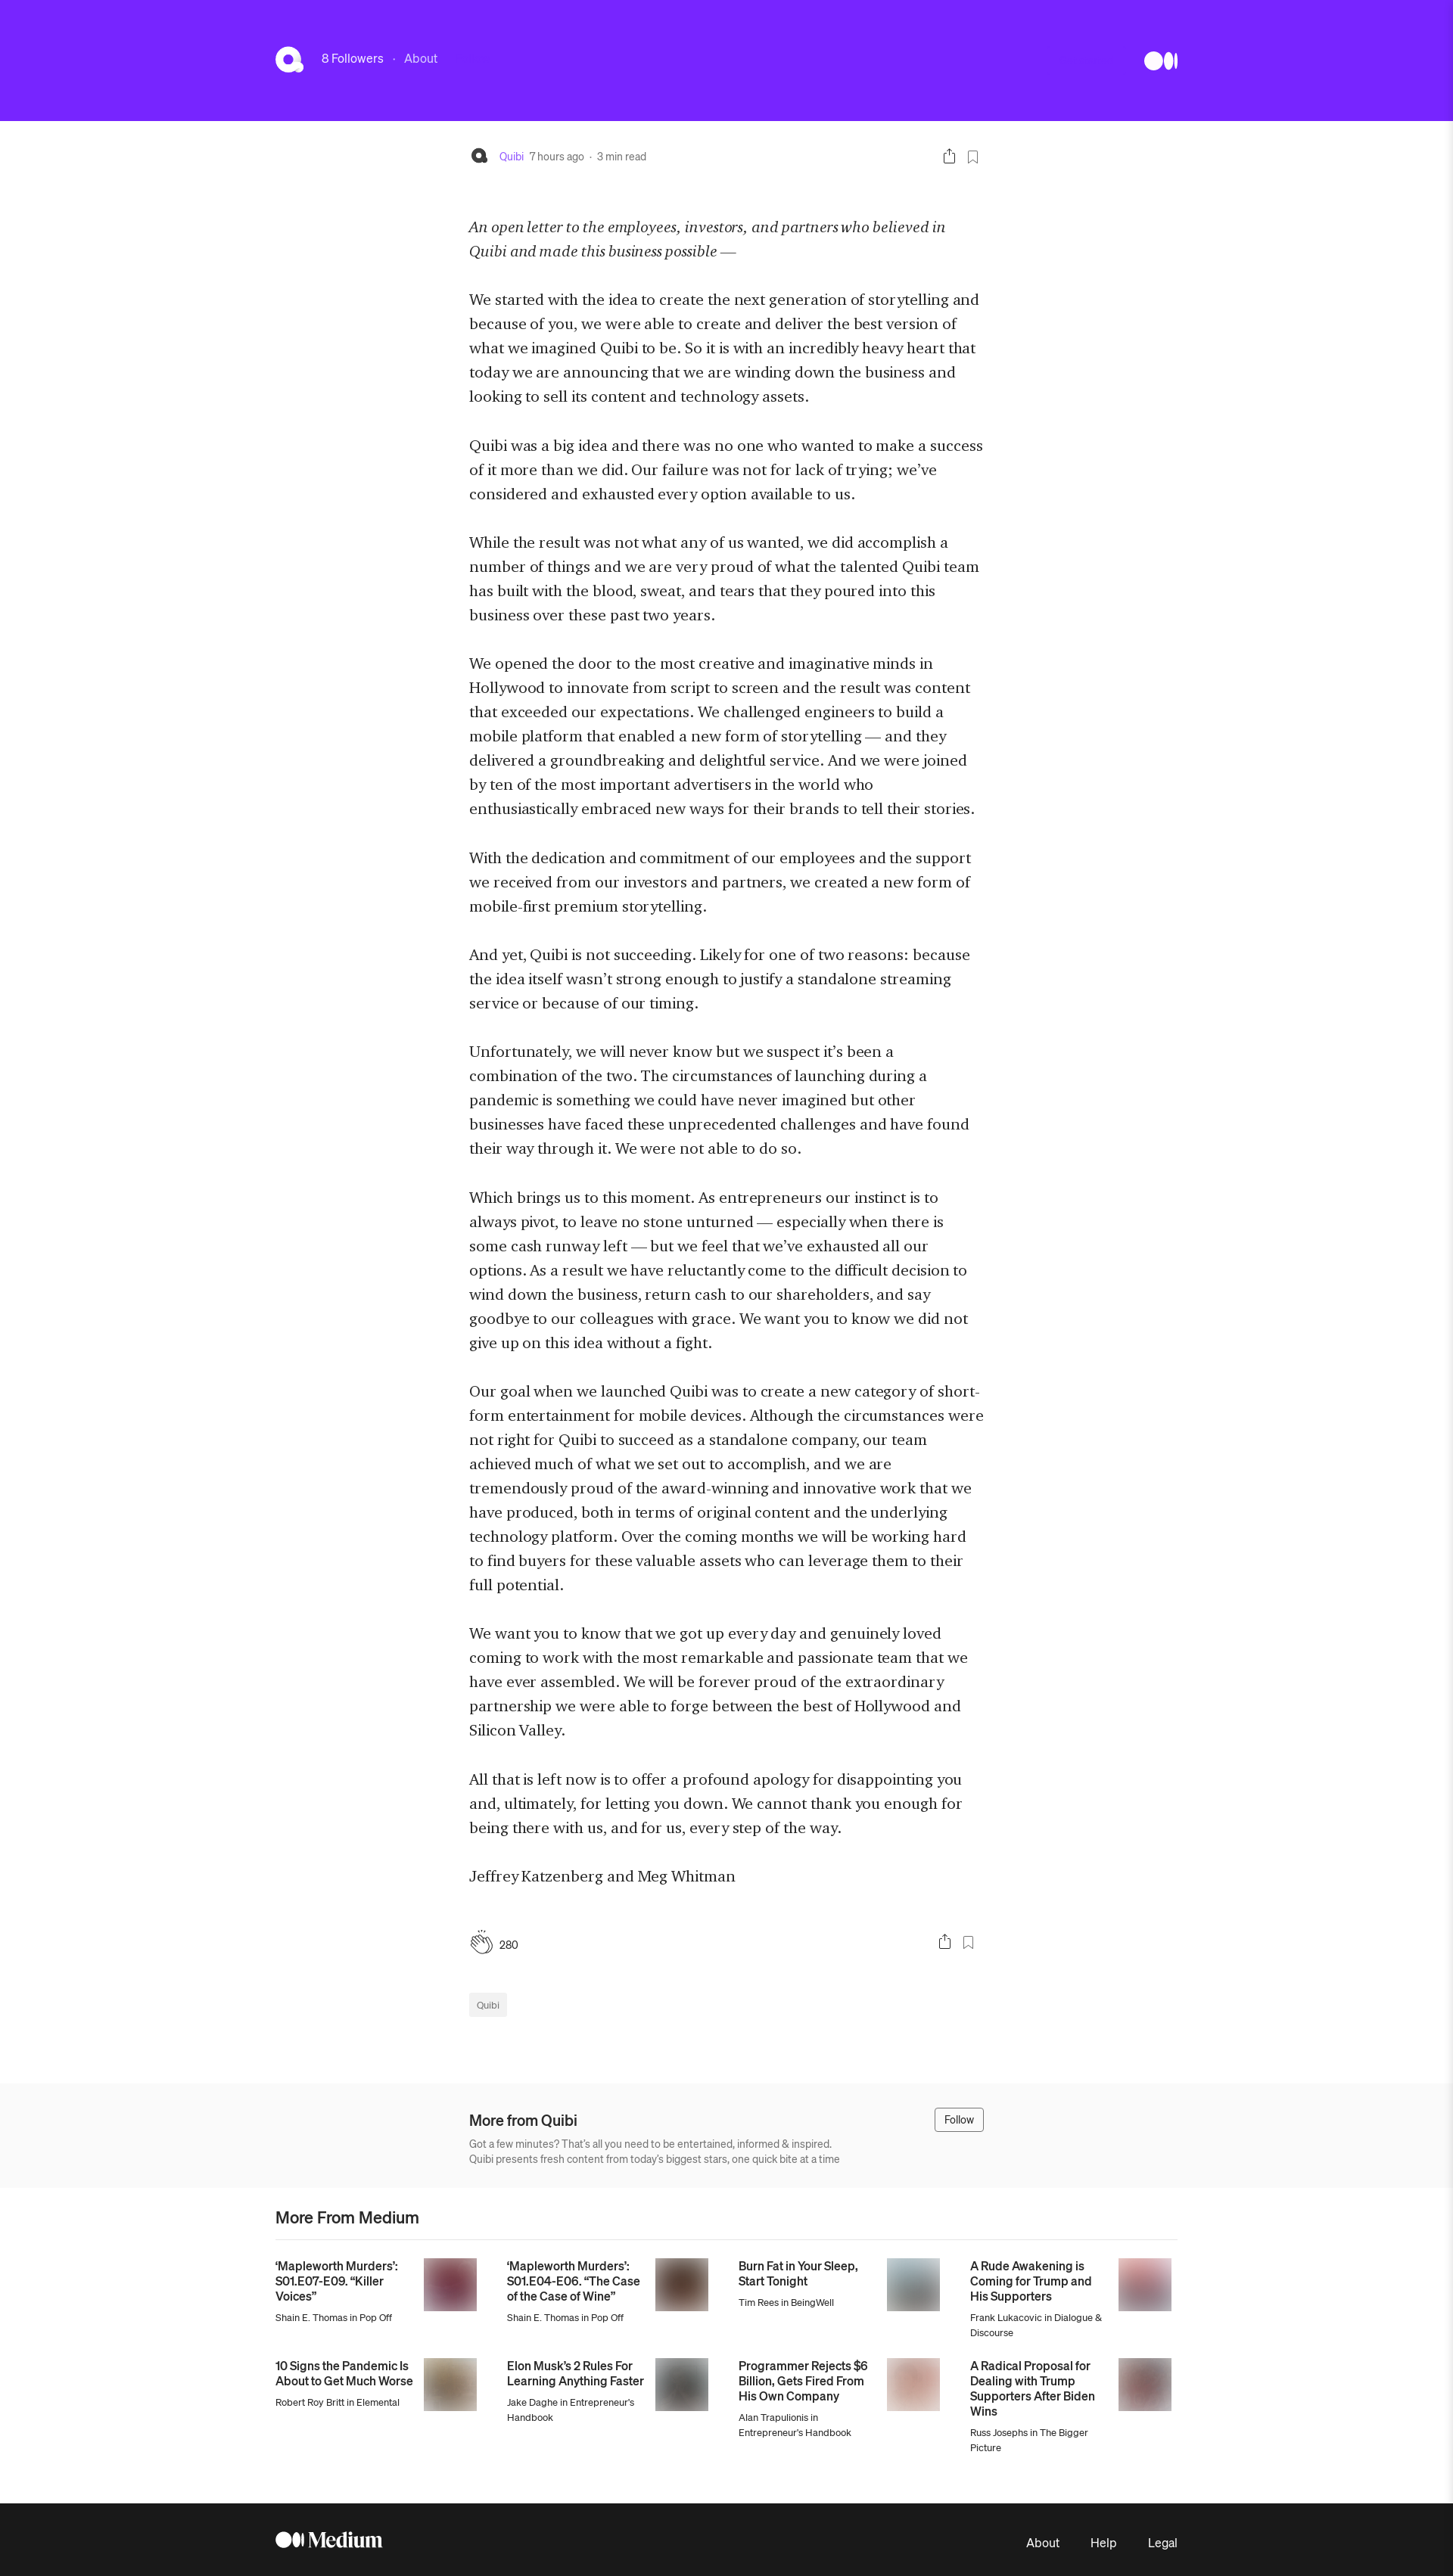 8 Followers · About
Quibi 7 hours ago · 3 min read
An open letter to the employees, investors, and partners who believed in
Quibi and made this business possible —
We started with the idea to create the next generation of storytelling and
because of you, we were able to create and deliver the best version of
what we imagined Quibi to be. So it is with an incredibly heavy heart that
today we are announcing that we are winding down the business and
looking to sell its content and technology assets.
Quibi was a big idea and there was no one who wanted to make a success
of it more than we did. Our failure was not for lack of trying; we’ve
considered and exhausted every option available to us.
While the result was not what any of us wanted, we did accomplish a
number of things and we are very proud of what the talented Quibi team
has built with the blood, sweat, and tears that they poured into this
business over these past two years.
We opened the door to the most creative and imaginative minds in
Hollywood to innovate from script to screen and the result was content
that exceeded our expectations. We challenged engineers to build a
mobile platform that enabled a new form of storytelling — and they
delivered a groundbreaking and delightful service. And we were joined
by ten of the most important advertisers in the world who
enthusiastically embraced new ways for their brands to tell their stories.
With the dedication and commitment of our employees and the support
we received from our investors and partners, we created a new form of
mobile-first premium storytelling.
And yet, Quibi is not succeeding. Likely for one of two reasons: because
the idea itself wasn’t strong enough to justify a standalone streaming
service or because of our timing.
Unfortunately, we will never know but we suspect it’s been a
combination of the two. The circumstances of launching during a
pandemic is something we could have never imagined but other
businesses have faced these unprecedented challenges and have found
their way through it. We were not able to do so.
Which brings us to this moment. As entrepreneurs our instinct is to
always pivot, to leave no stone unturned — especially when there is
some cash runway left — but we feel that we’ve exhausted all our
options. As a result we have reluctantly come to the difficult decision to
wind down the business, return cash to our shareholders, and say
goodbye to our colleagues with grace. We want you to know we did not
give up on this idea without a fight.
Our goal when we launched Quibi was to create a new category of short-
form entertainment for mobile devices. Although the circumstances were
not right for Quibi to succeed as a standalone company, our team
achieved much of what we set out to accomplish, and we are
tremendously proud of the award-winning and innovative work that we
have produced, both in terms of original content and the underlying
technology platform. Over the coming months we will be working hard
to find buyers for these valuable assets who can leverage them to their
full potential.
We want you to know that we got up every day and genuinely loved
coming to work with the most remarkable and passionate team that we
have ever assembled. We will be forever proud of the extraordinary
partnership we were able to forge between the best of Hollywood and
Silicon Valley.
All that is left now is to offer a profound apology for disappointing you
and, ultimately, for letting you down. We cannot thank you enough for
being there with us, and for us, every step of the way.
Jeffrey Katzenberg and Meg Whitman
280
Quibi
More from Quibi
Follow
Got a few minutes? That’s all you need to be entertained, informed & inspired.
Quibi presents fresh content from today’s biggest stars, one quick bite at a time
More From Medium
‘Mapleworth Murders’:
S01.E07-E09. “Killer
Voices”
Shain E. Thomas in Pop Off
‘Mapleworth Murders’:
S01.E04-E06. “The Case
of the Case of Wine”
Shain E. Thomas in Pop Off
Burn Fat in Your Sleep,
Start Tonight
Tim Rees in BeingWell
A Rude Awakening is
Coming for Trump and
His Supporters
Frank Lukacovic in Dialogue &
Discourse
10 Signs the Pandemic Is
About to Get Much Worse
Robert Roy Britt in Elemental
Elon Musk’s 2 Rules For
Learning Anything Faster
Jake Daghe in Entrepreneur's
Handbook
Programmer Rejects $6
Billion, Gets Fired From
His Own Company
Alan Trapulionis in
Entrepreneur's Handbook
A Radical Proposal for
Dealing with Trump
Supporters After Biden
Wins
Russ Josephs in The Bigger
Picture
Medium
About Help Legal